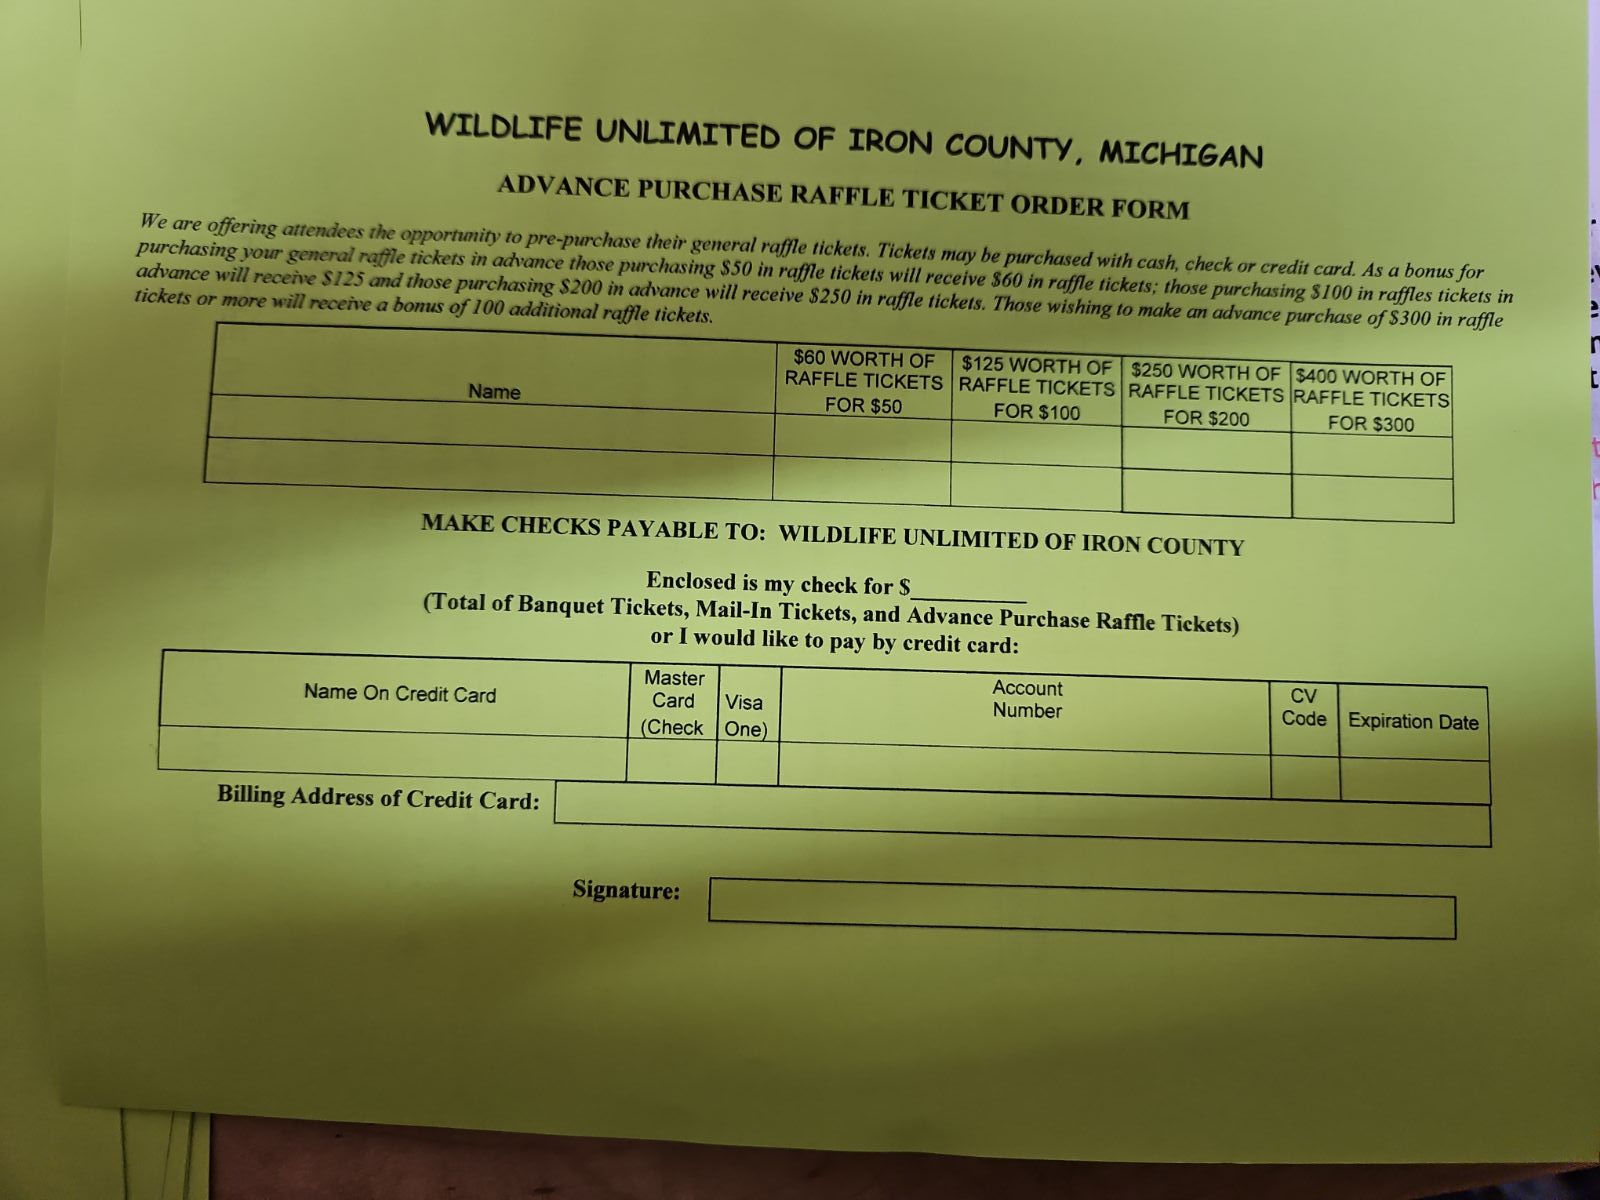 WILDLIFE UNLIMITED OF IRON COUNTY, MICHIGAN
ADVANCE PURCHASE RAFFLE TICKET ORDER FORM
We are offering attendees the opportunity to pre-purchase their general raffle tickets. Tickets may be purchased with cash, check or credit card. As a bonus for
purchasing your general raffle tickets in advance those purchasing $50 in raffle tickets will receive $60 in raffle tickets; those purchasing $100 in raffles tickets in
advance will receive $125 and those purchasing $200 in advance will receive $250 in raffle tickets. Those wishing to make an advance purchase of $300 in raffle
tickets or more will receive a bonus of 100 additional raffle tickets.
Name
$60 WORTH OF
RAFFLE TICKETS
FOR $50
$125 WORTH OF
RAFFLE TICKETS
FOR $100
$250 WORTH OF
RAFFLE TICKETS
FOR $200
$400 WORTH OF
RAFFLE TICKETS
FOR $300
MAKE CHECKS PAYABLE TO: WILDLIFE UNLIMITED OF IRON COUNTY
Enclosed is my check for $__________
(Total of Banquet Tickets, Mail-In Tickets, and Advance Purchase Raffle Tickets)
or I would like to pay by credit card:
Name On Credit Card
Master
Card
(Check
Visa
One)
Account
Number
CV
Code
Expiration Date
Billing Address of Credit Card:
Signature: